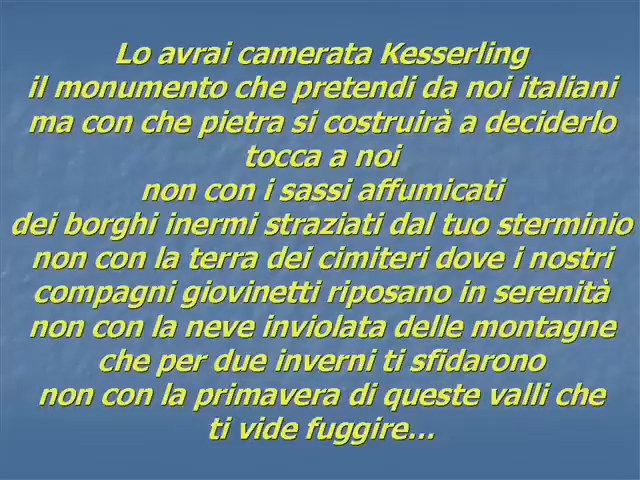 Lo avrai camerata Kesserling
il monumento che pretendi da noi italiani
ma con che pietra si costruirà a deciderlo
tocca a noi
non con i sassi affumicati
dei borghi inermi straziati dal tuo sterminio
non con la terra dei cimiteri dove i nostri
compagni giovinetti riposano in serenità
non con la neve inviolata delle montagne
che per due inverni ti sfidarono
non con la primavera di queste valli che
ti vide fuggire...